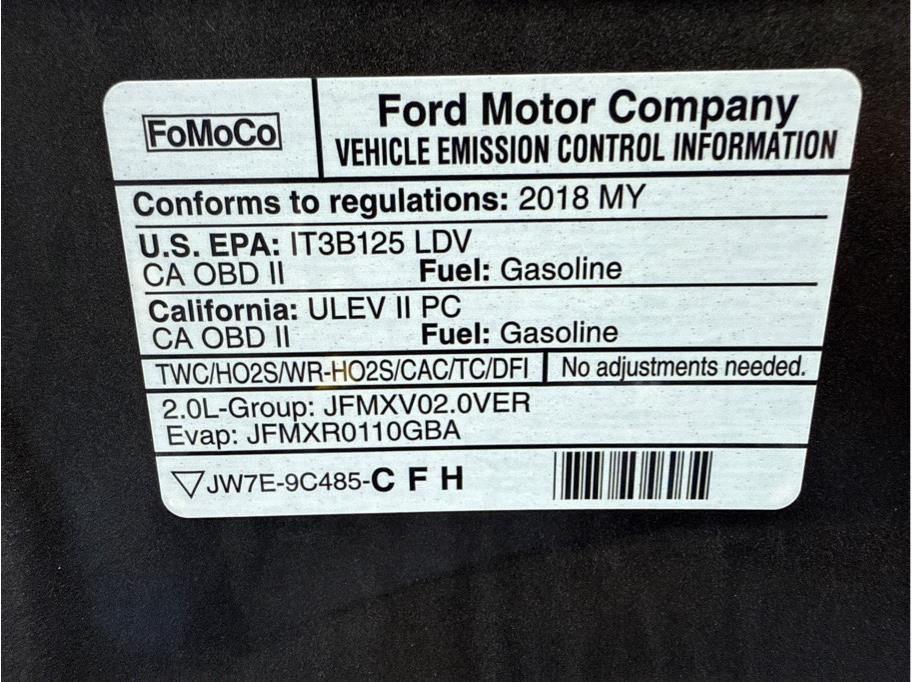 FoMoCo
Ford Motor Company
VEHICLE EMISSION CONTROL INFORMATION
Conforms to regulations: 2018 MY
U.S. EPA: IT3B125 LDV
CA OBD II Fuel: Gasoline
California: ULEV II PC
CA OBD II Fuel: Gasoline
TWC/HO2S/WR-HO2S/CAC/TC/DFI No adjustments needed.
2.0L-Group: JFMXV02.0VER
Evap: JFMXR0110GBA
JW7E-9C485-C F H